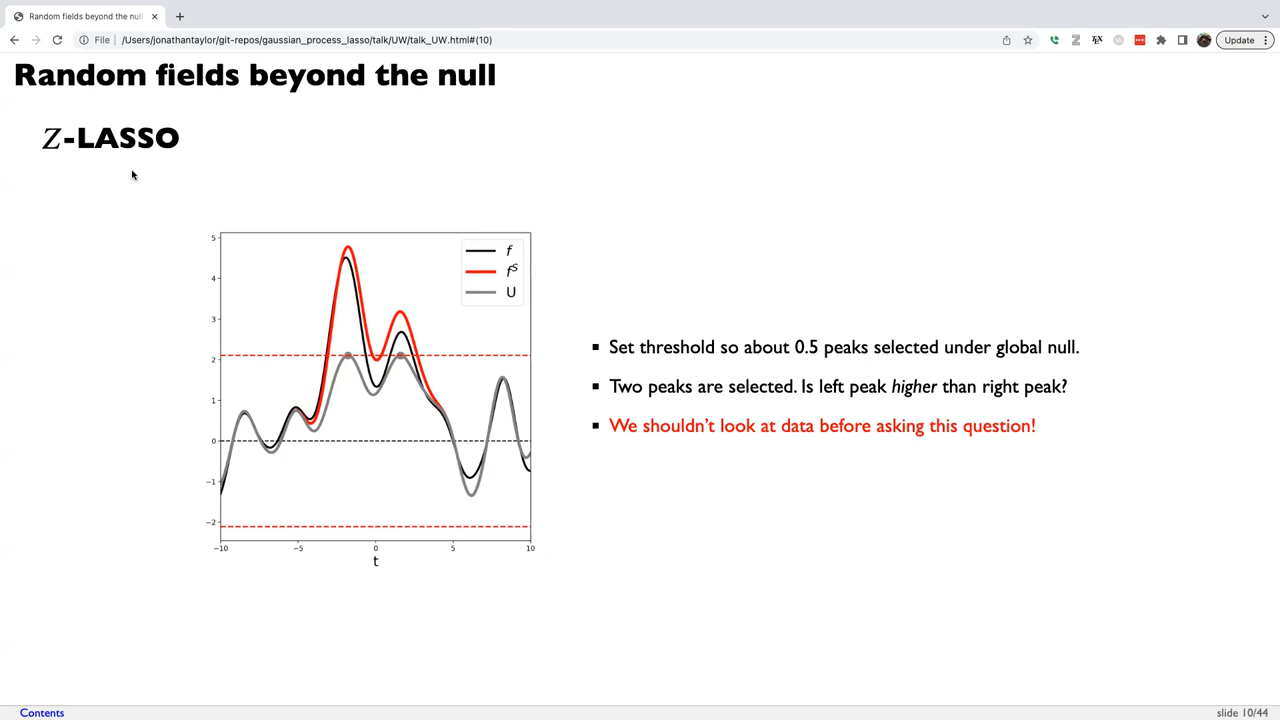 Random fields beyond the null
File /Users/jonathantaylor/git-repos/gaussian_process_lasso/talk/UW/talk_UW.html#(10)
Update
Random fields beyond the null
Z-LASSO
5
4
3
2
1
0
−1
−2
−10
−5
0
5
10
t
f
f^S
U
▪ Set threshold so about 0.5 peaks selected under global null.
▪ Two peaks are selected. Is left peak higher than right peak?
▪ We shouldn’t look at data before asking this question!
Contents
slide 10/44